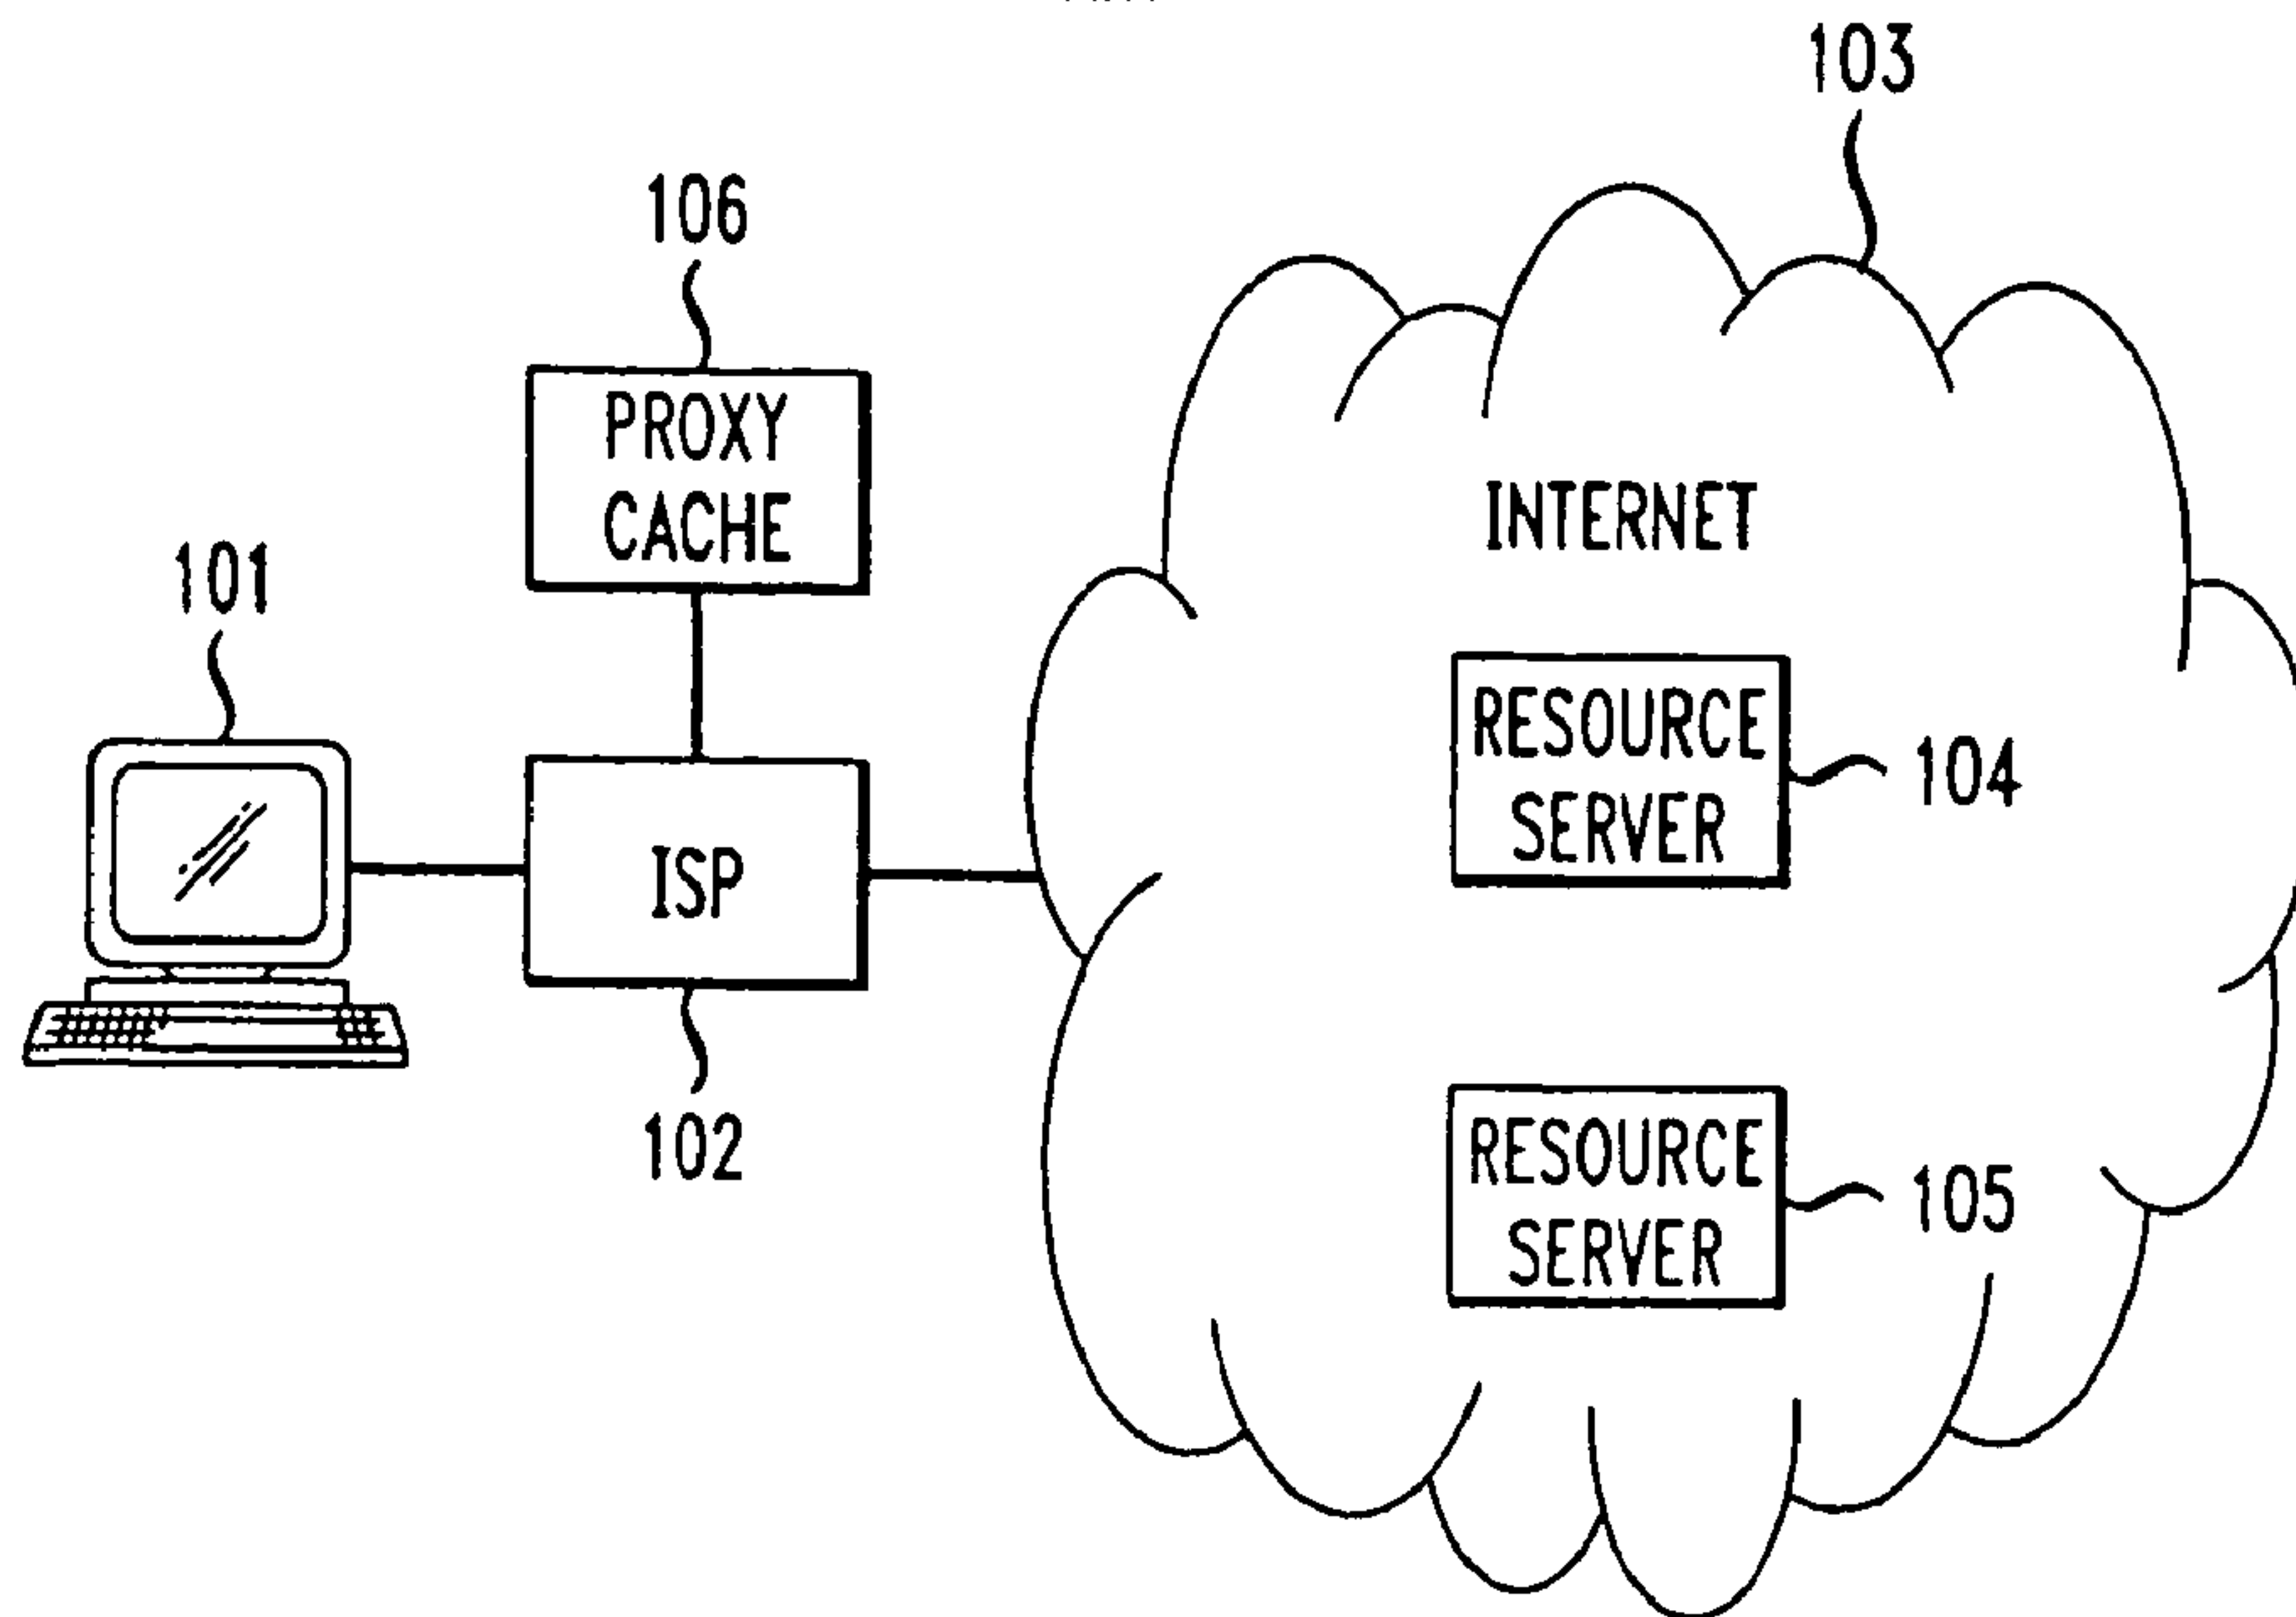 103
106
PROXY
CACHE
INTERNET
101
RESOURCE
SERVER
104
ISP
102
RESOURCE
SERVER
105